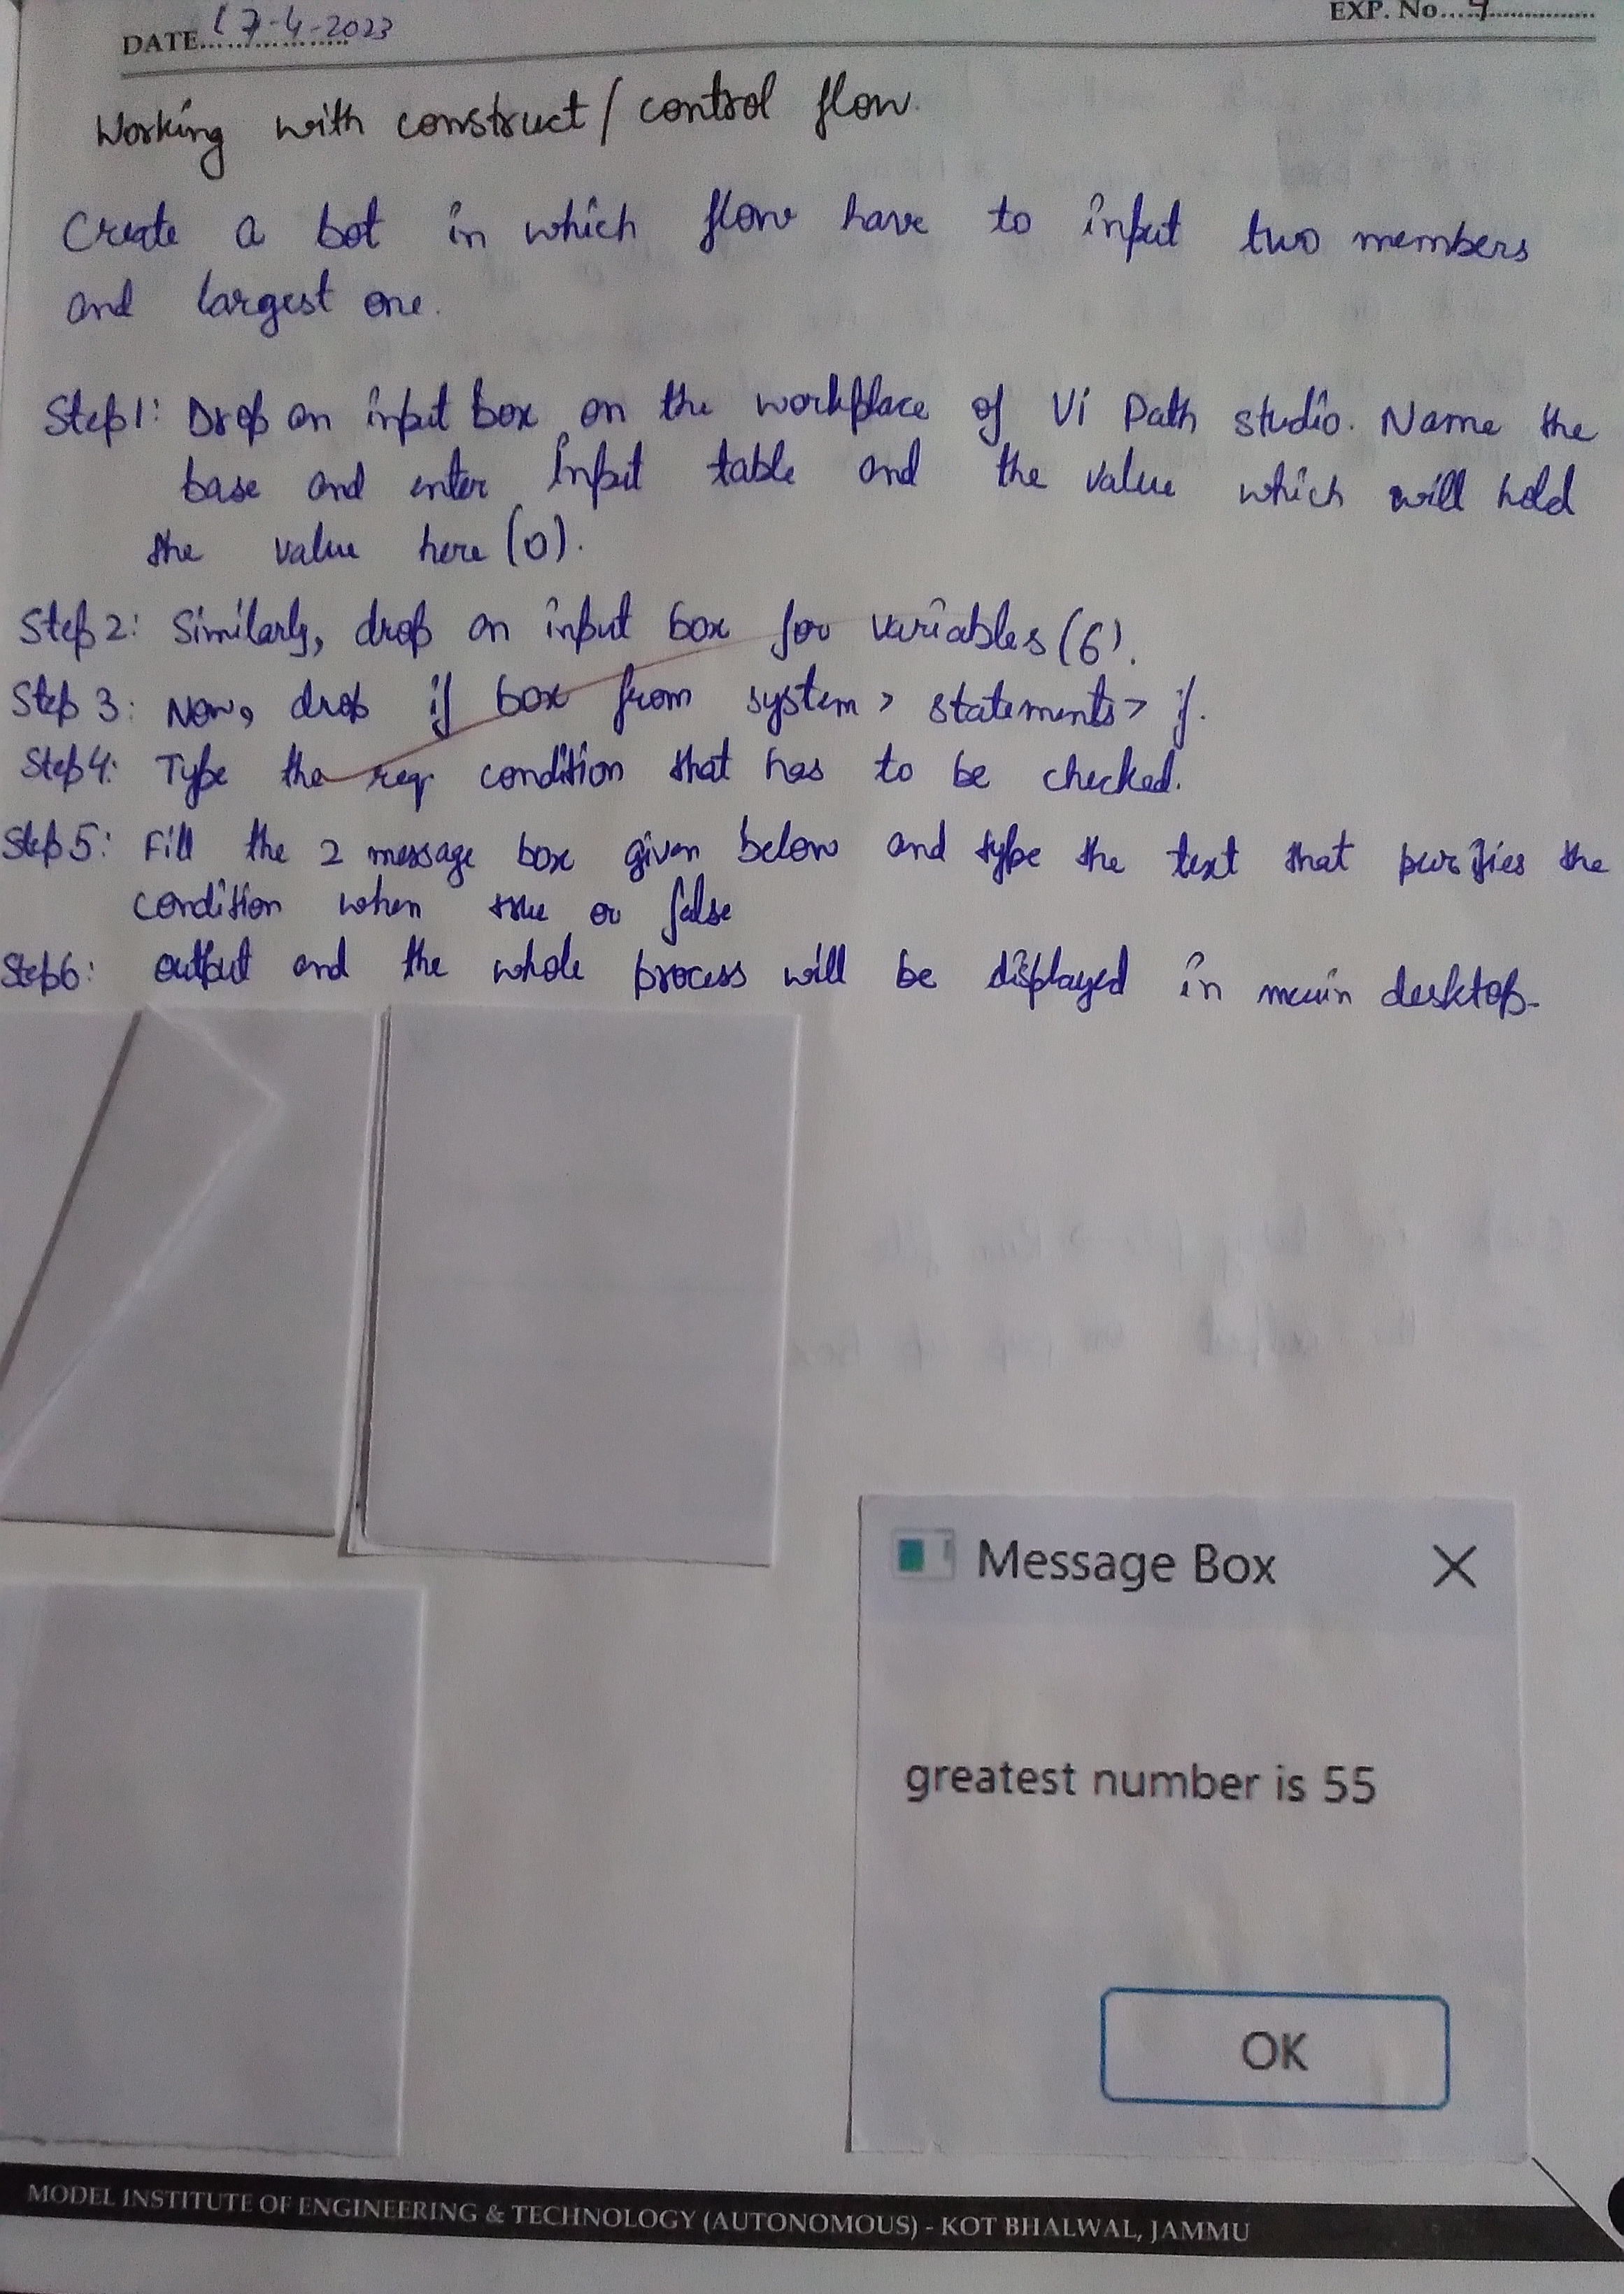 DATE 17-4-2023
EXP. No. 4
Working with construct / control flow.
Create a bot in which flow have to input two members
and largest one.
Step1: Drop an input box on the workplace of Ui Path studio. Name the
base and enter Input table and the value which will hold
the value here (0).
Step 2: Similarly, drop an input box for variables (6).
Step 3: Now, drop if box from system > statements > if.
Step 4: Type the req condition that has to be checked.
Step 5: Fill the 2 message box given below and type the text that the
condition when true or false
Step6: output and the whole process will be displayed in main desktop.
Message Box
greatest number is 55
OK
MODEL INSTITUTE OF ENGINEERING & TECHNOLOGY (AUTONOMOUS) - KOT BHALWAL, JAMMU